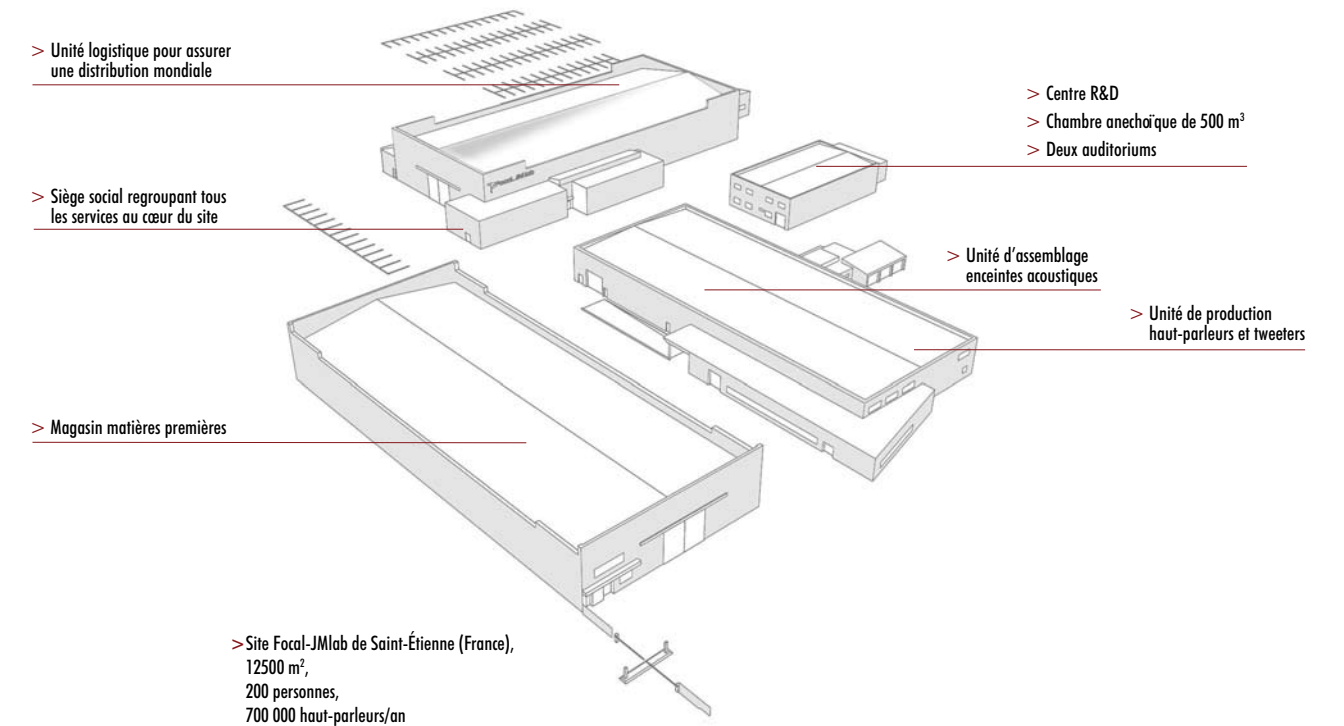 > Unité logistique pour assurer
une distribution mondiale
> Centre R&D
> Chambre anechoïque de 500 m³
> Deux auditoriums
Focal-JMlab
> Siège social regroupant tous
les services au cœur du site
> Unité d’assemblage
enceintes acoustiques
> Unité de production
haut-parleurs et tweeters
> Magasin matières premières
> Site Focal-JMlab de Saint-Étienne (France),
12500 m²,
200 personnes,
700 000 haut-parleurs/an